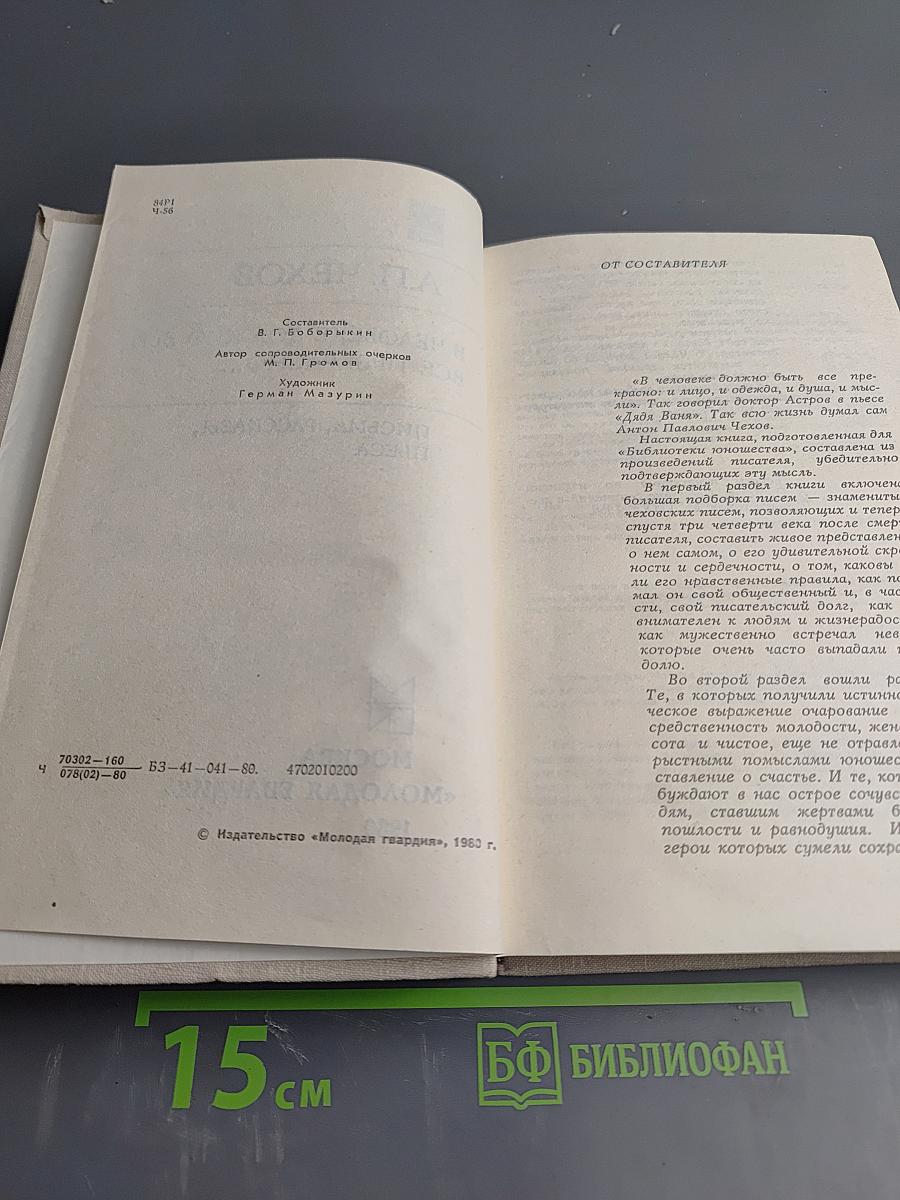 84Р1
Ч-56
Составитель
В. Г. Боборыкин
Автор сопроводительных очерков
М. П. Громов
Художник
Герман Мазурин
Ч 70302—160
078(02)—80 БЗ—41—041—80. 4702010200
© Издательство «Молодая гвардия», 1980 г.
ОТ СОСТАВИТЕЛЯ
«В человеке должно быть все пре-
красно: и лицо, и одежда, и душа, и мыс-
ли». Так говорил доктор Астров в пьесе
«Дядя Ваня». Так всю жизнь думал сам
Антон Павлович Чехов.
Настоящая книга, подготовленная для
«Библиотеки юношества», составлена из
произведений писателя, убедительно
подтверждающих эту мысль.
В первый раздел книги включена
большая подборка писем — знамениты
чеховских писем, позволяющих и тепер
спустя три четверти века после смер
писателя, составить живое представлен
о нем самом, о его удивительной скро
ности и сердечности, о том, каковы
ли его нравственные правила, как по
мал он свой общественный и, в час
сти, свой писательский долг, как
внимателен к людям и жизнерадос
как мужественно встречал нев
которые очень часто выпадали
долю.
Во второй раздел вошли ра
Те, в которых получили истинно
ческое выражение очарование
средственность молодости, жен
сота и чистое, еще не отравле
рыстными помыслами юношес
ставление о счастье. И те, кот
буждают в нас острое сочувс
дям, ставшим жертвами б
пошлости и равнодушия. И
герои которых сумели сохра
15 см
БФ БИБЛИОФАН